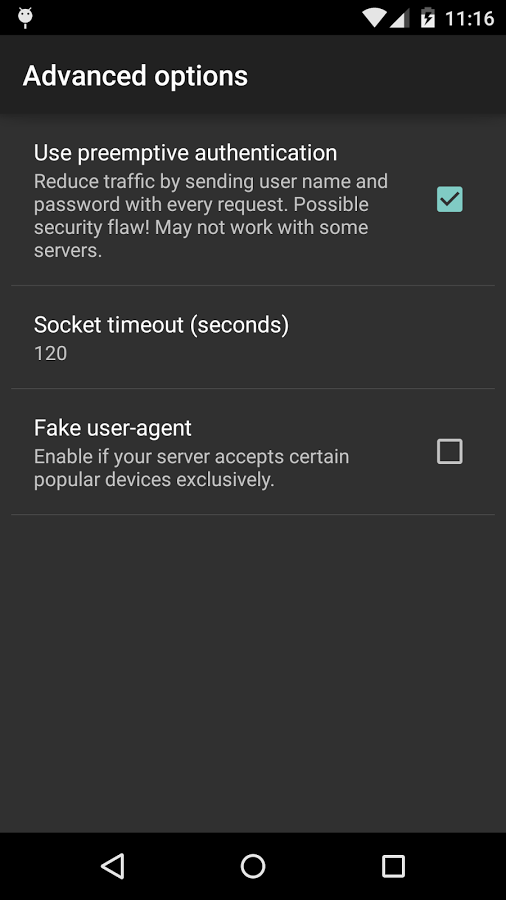 11:16
Advanced options
Use preemptive authentication
Reduce traffic by sending user name and
password with every request. Possible
security flaw! May not work with some
servers.
Socket timeout (seconds)
120
Fake user-agent
Enable if your server accepts certain
popular devices exclusively.